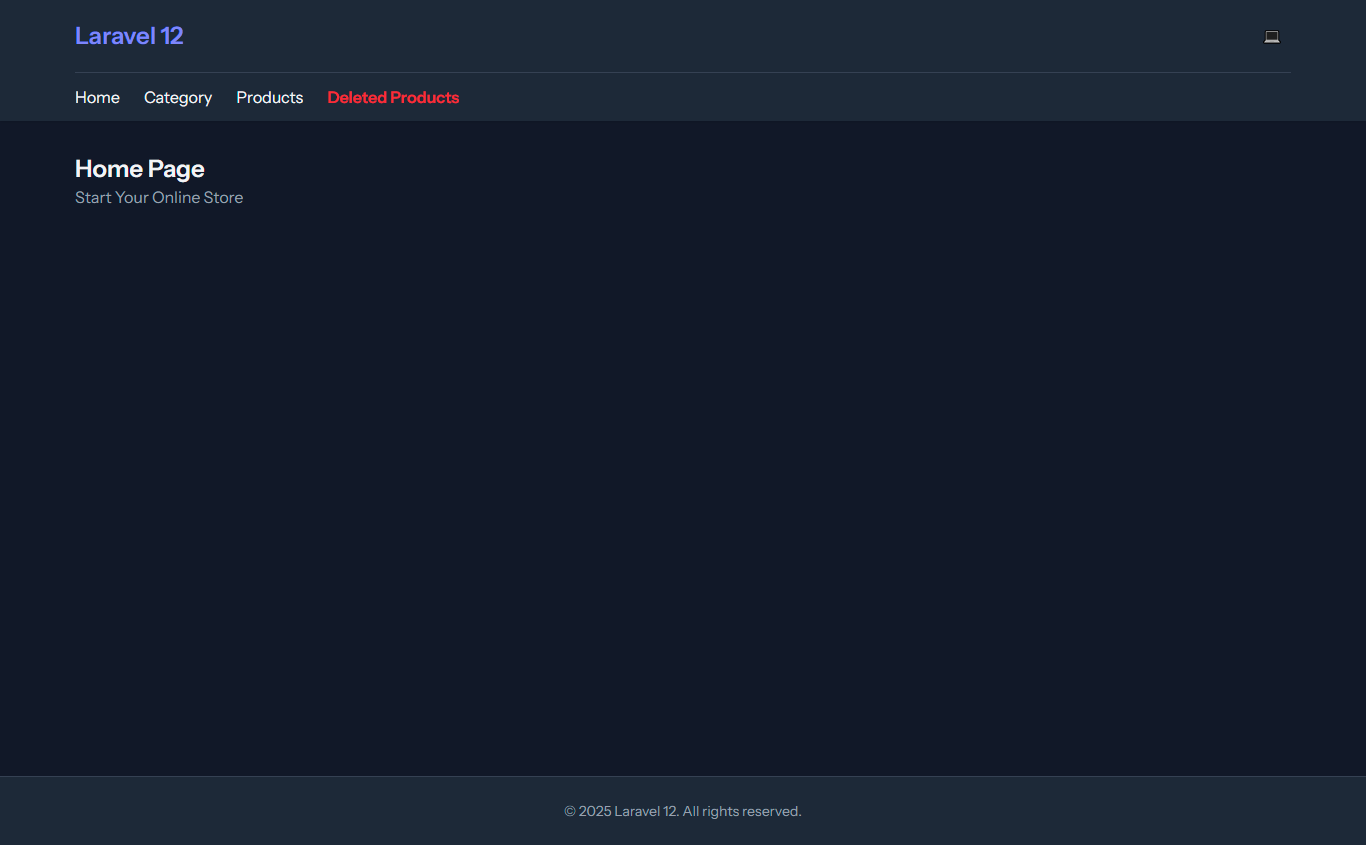 Laravel 12
Home Category Products Deleted Products
Home Page
Start Your Online Store
© 2025 Laravel 12. All rights reserved.